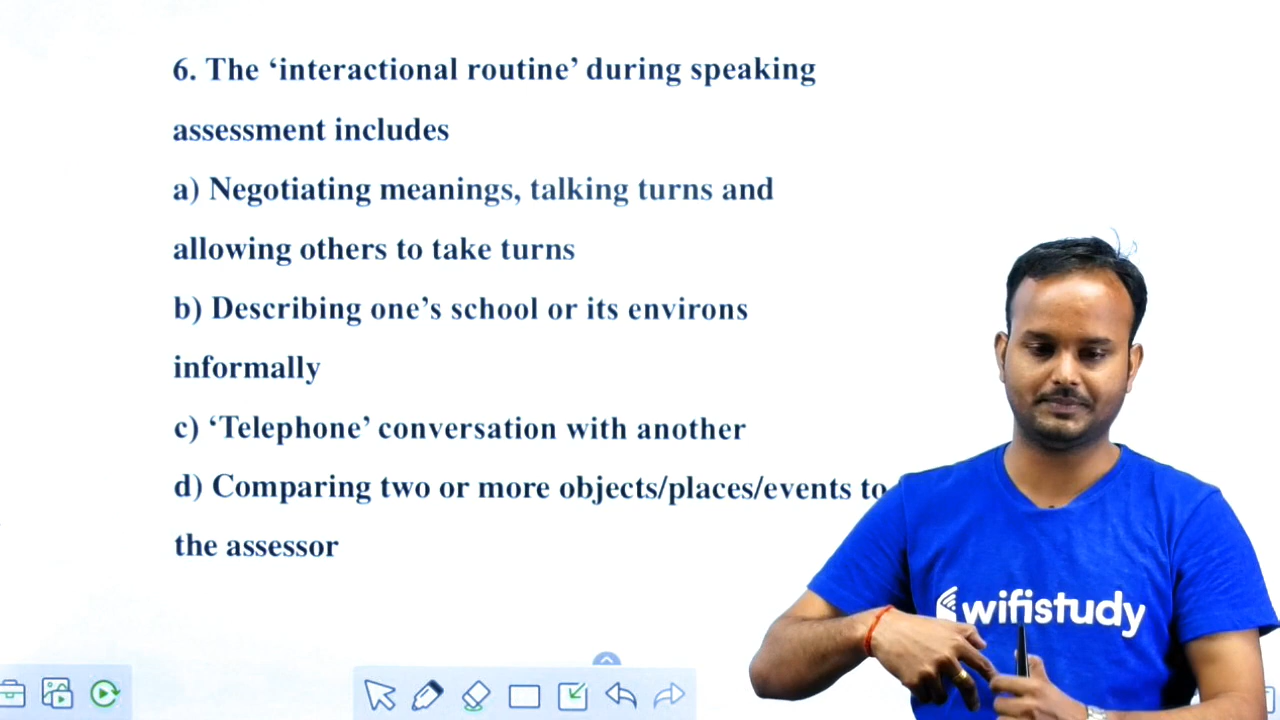 6. The ‘interactional routine’ during speaking
assessment includes
a) Negotiating meanings, talking turns and
allowing others to take turns
b) Describing one’s school or its environs
informally
c) ‘Telephone’ conversation with another
d) Comparing two or more objects/places/events to
the assessor
wifistudy